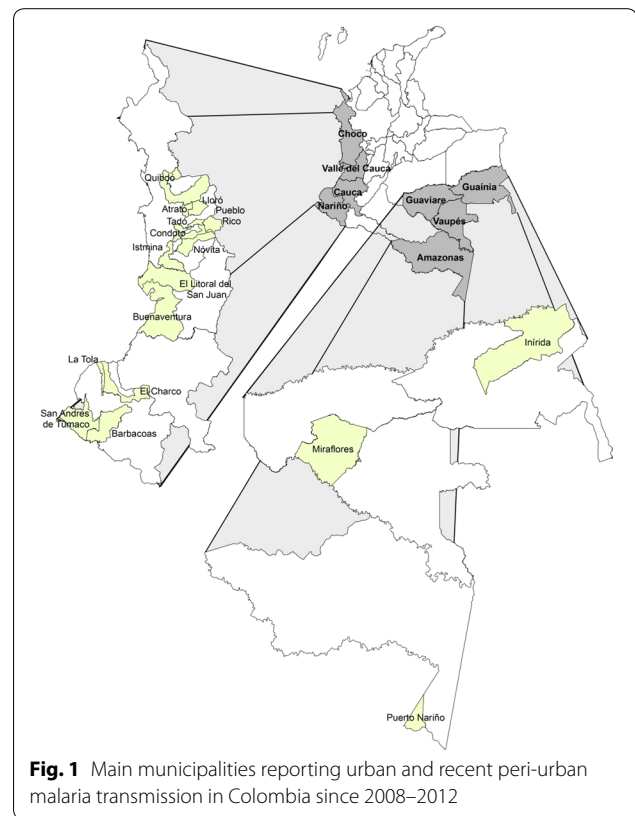 Choco
Valle del Cauca
Cauca
Nariño
Guainía
Guaviare
Vaupés
Amazonas
Quibdó
Lloró
Atrato
Pueblo
Rico
Tadó
Condoto
Istmina
Nóvita
El Litoral del
San Juan
Buenaventura
La Tola
El Charco
San Andrés
de Tumaco
Barbacoas
Inírida
Miraflores
Puerto Nariño
Fig. 1 Main municipalities reporting urban and recent peri-urban
malaria transmission in Colombia since 2008–2012